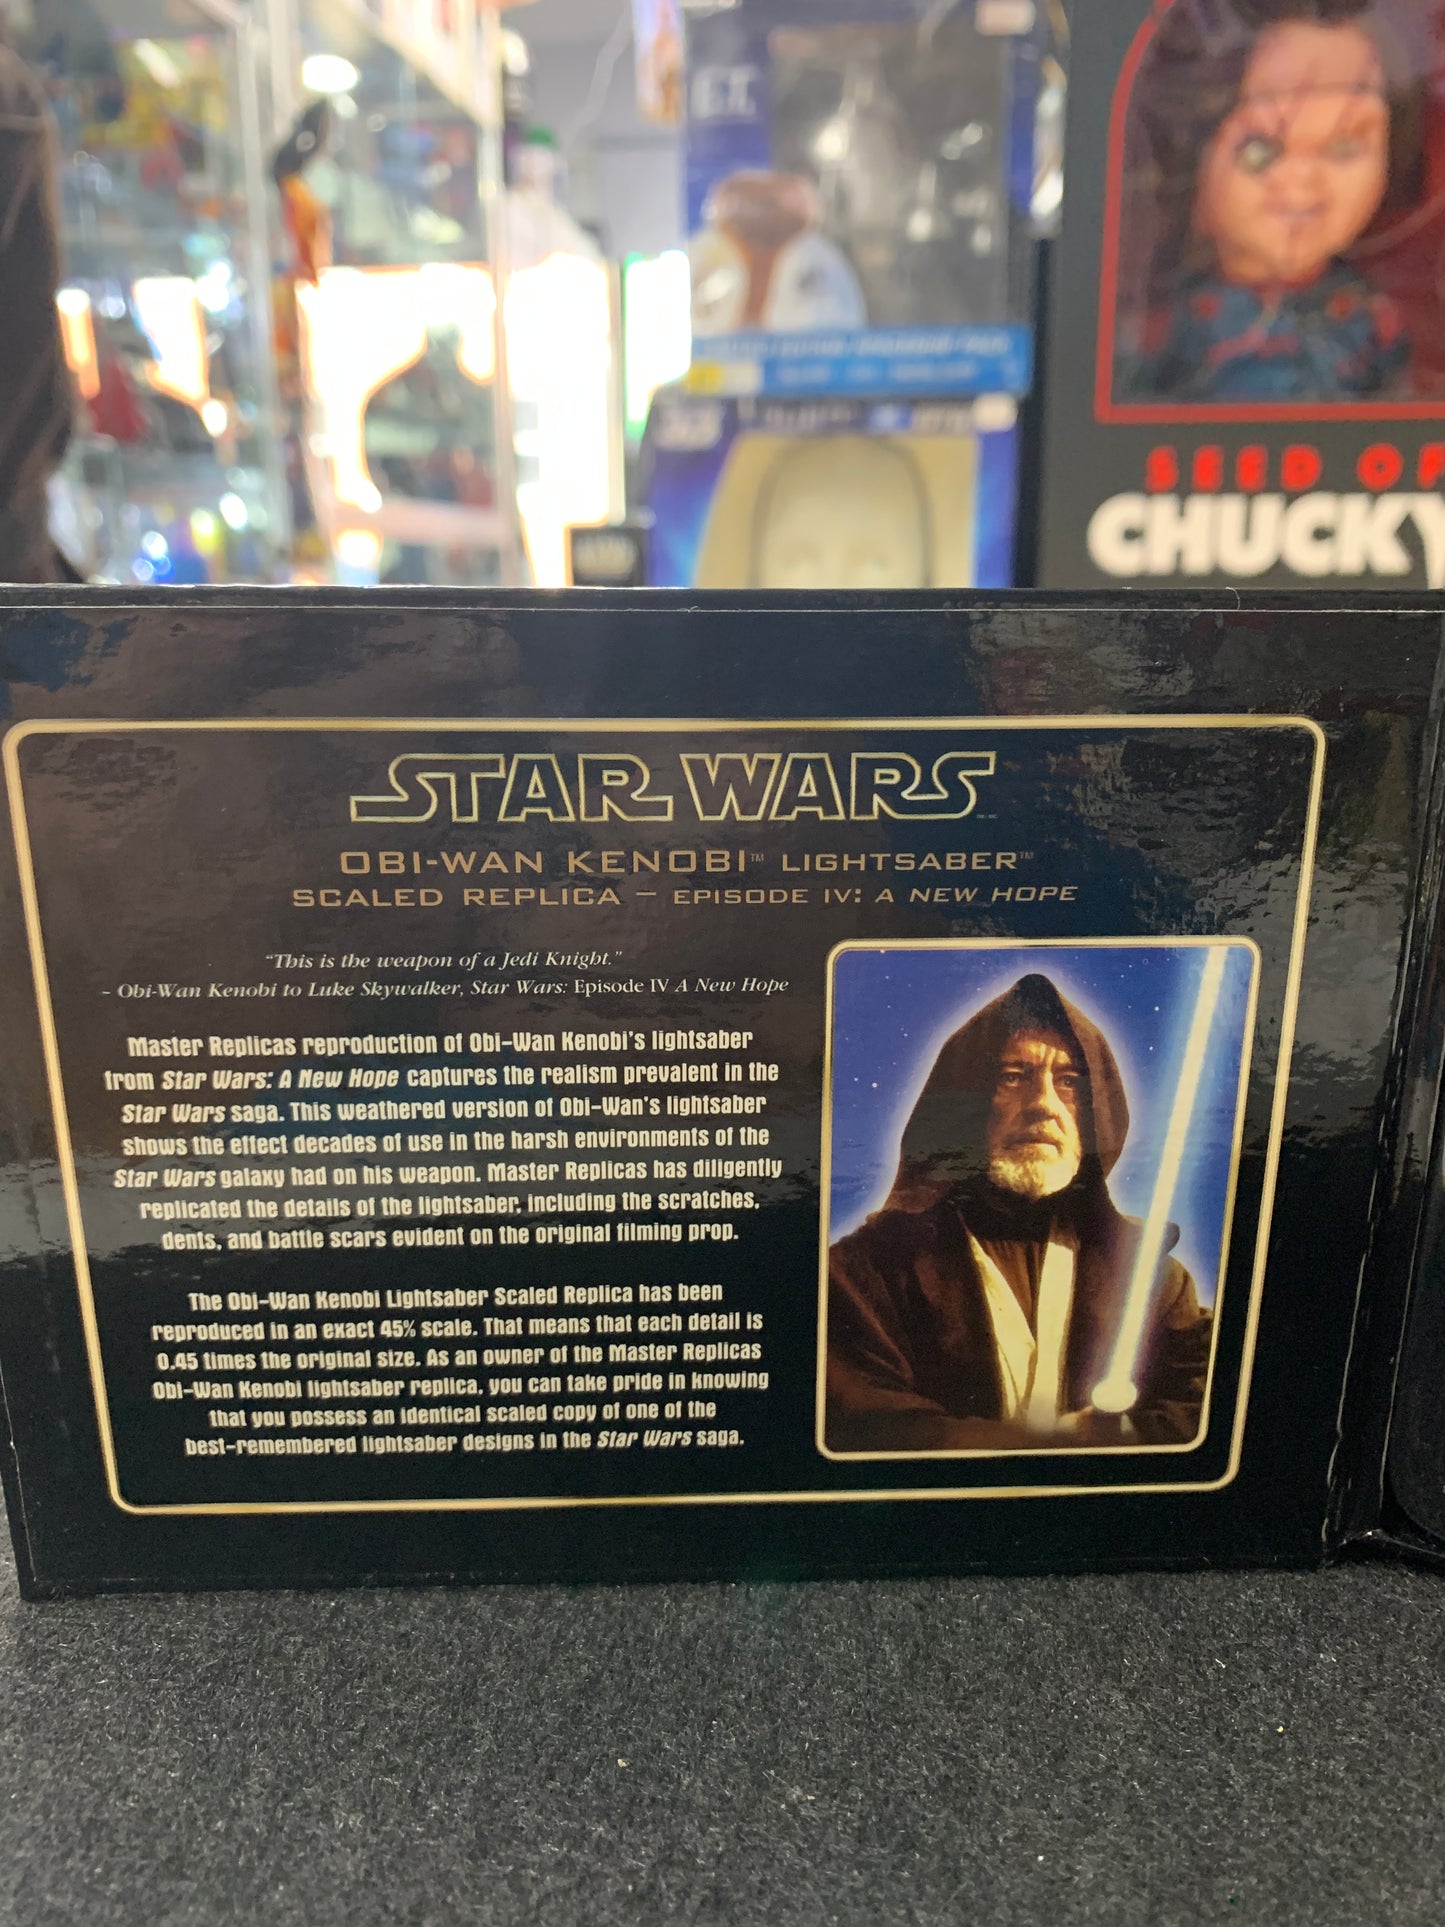 E.T.
SEED OF
CHUCKY
STAR WARS
OBI-WAN KENOBI™ LIGHTSABER™
SCALED REPLICA – EPISODE IV: A NEW HOPE
"This is the weapon of a Jedi Knight."
- Obi-Wan Kenobi to Luke Skywalker, Star Wars: Episode IV A New Hope
Master Replicas reproduction of Obi-Wan Kenobi's lightsaber
from Star Wars: A New Hope captures the realism prevalent in the
Star Wars saga. This weathered version of Obi-Wan's lightsaber
shows the effect decades of use in the harsh environments of the
Star Wars galaxy had on his weapon. Master Replicas has diligently
replicated the details of the lightsaber, including the scratches,
dents, and battle scars evident on the original filming prop.
The Obi-Wan Kenobi Lightsaber Scaled Replica has been
reproduced in an exact 45% scale. That means that each detail is
0.45 times the original size. As an owner of the Master Replicas
Obi-Wan Kenobi lightsaber replica, you can take pride in knowing
that you possess an identical scaled copy of one of the
best-remembered lightsaber designs in the Star Wars saga.